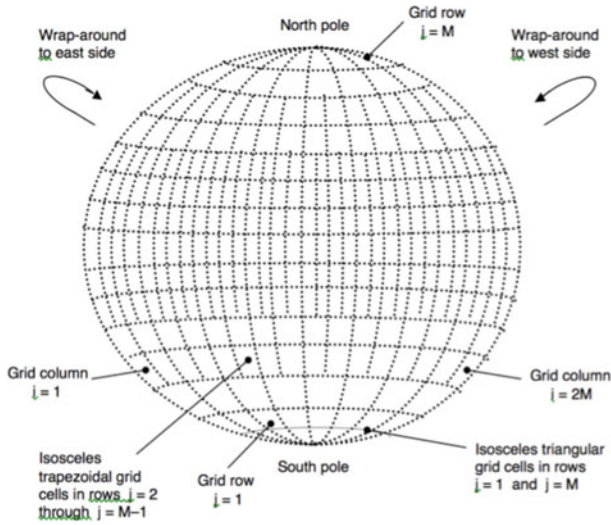 North pole
Grid row
j = M
Wrap-around
to east side
Wrap-around
to west side
Grid column
i = 1
Grid column
i = 2M
Isosceles
trapezoidal grid
cells in rows j = 2
through j = M–1
Grid row
j = 1
South pole
Isosceles triangular
grid cells in rows
j = 1 and j = M